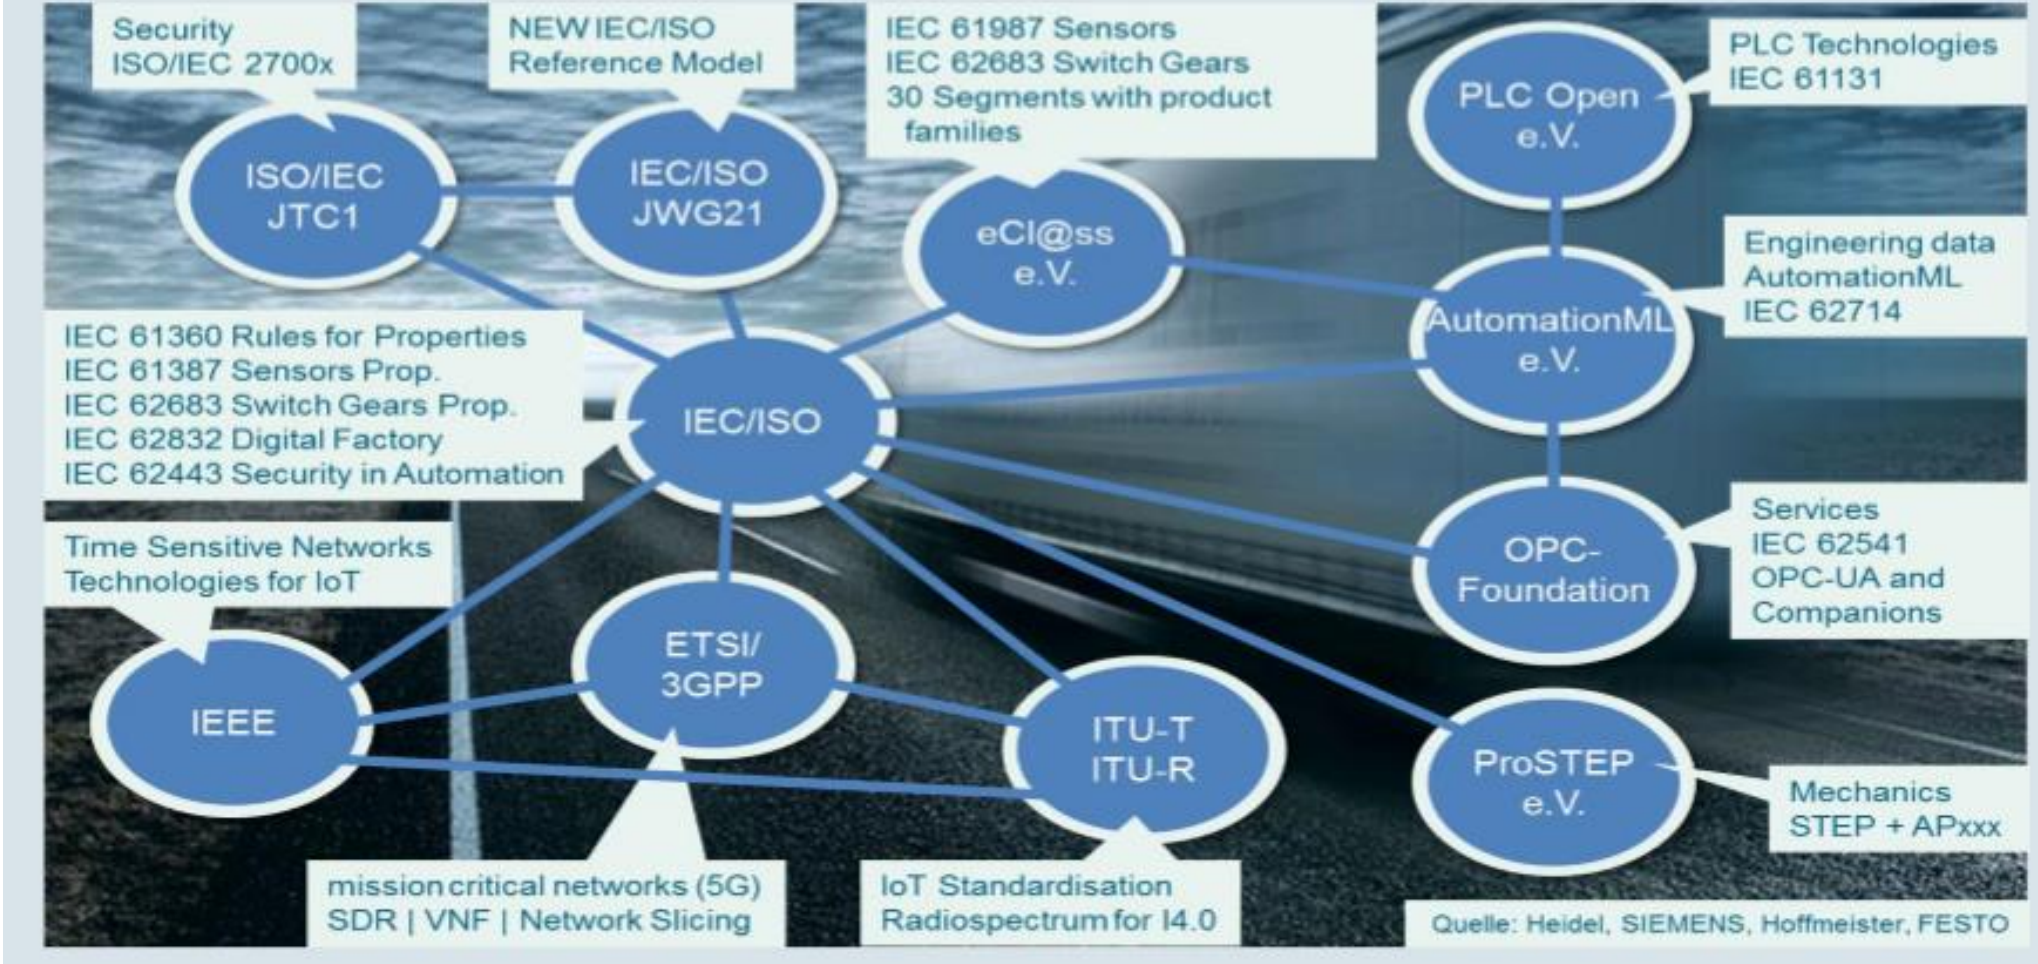 Security
ISO/IEC 2700x
NEW IEC/ISO
Reference Model
IEC 61987 Sensors
IEC 62683 Switch Gears
30 Segments with product
families
PLC Technologies
IEC 61131
PLC Open
e.V.
ISO/IEC
JTC1
IEC/ISO
JWG21
eCl@ss
e.V.
Engineering data
AutomationML
IEC 62714
AutomationML
e.V.
IEC 61360 Rules for Properties
IEC 61387 Sensors Prop.
IEC 62683 Switch Gears Prop.
IEC 62832 Digital Factory
IEC 62443 Security in Automation
IEC/ISO
Services
IEC 62541
OPC-UA and
Companions
OPC-
Foundation
Time Sensitive Networks
Technologies for IoT
IEEE
ETSI/
3GPP
ITU-T
ITU-R
ProSTEP
e.V.
Mechanics
STEP + APxxx
mission critical networks (5G)
SDR | VNF | Network Slicing
IoT Standardisation
Radiospectrum for I4.0
Quelle: Heidel, SIEMENS, Hoffmeister, FESTO